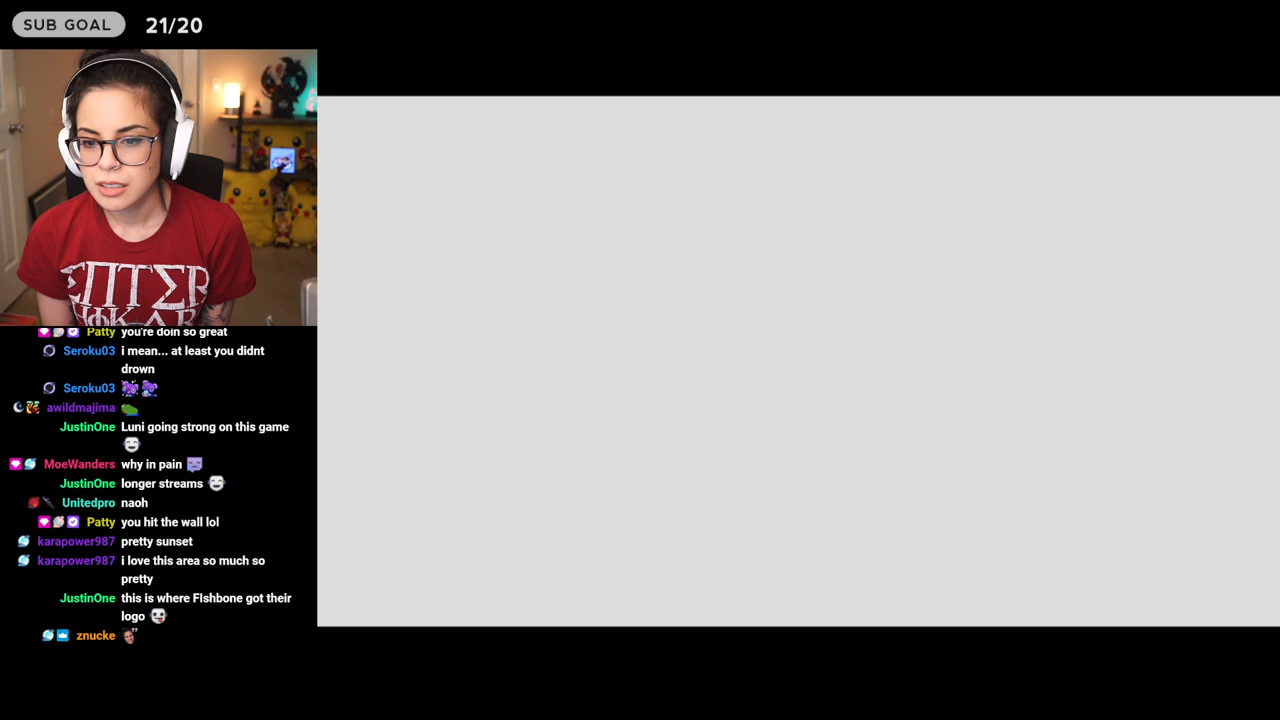 SUB GOAL 21/20
ΣΠΤΣR
Patty you're doin so great
Seroku03 i mean... at least you didnt
drown
Seroku03
awildmajima
JustinOne Luni going strong on this game
MoeWanders why in pain
JustinOne longer streams
Unitedpro naoh
Patty you hit the wall lol
karapower987 pretty sunset
karapower987 i love this area so much so
pretty
JustinOne this is where FIshbone got their
logo
znucke